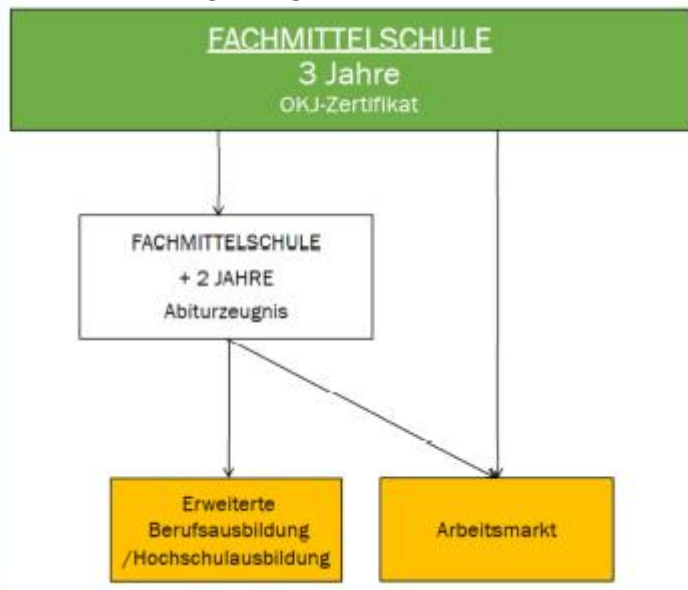 FACHMITTELSCHULE
3 Jahre
OKJ-Zertifikat
FACHMITTELSCHULE
+ 2 JAHRE
Abiturzeugnis
Erweiterte
Berufsausbildung
/Hochschulausbildung
Arbeitsmarkt